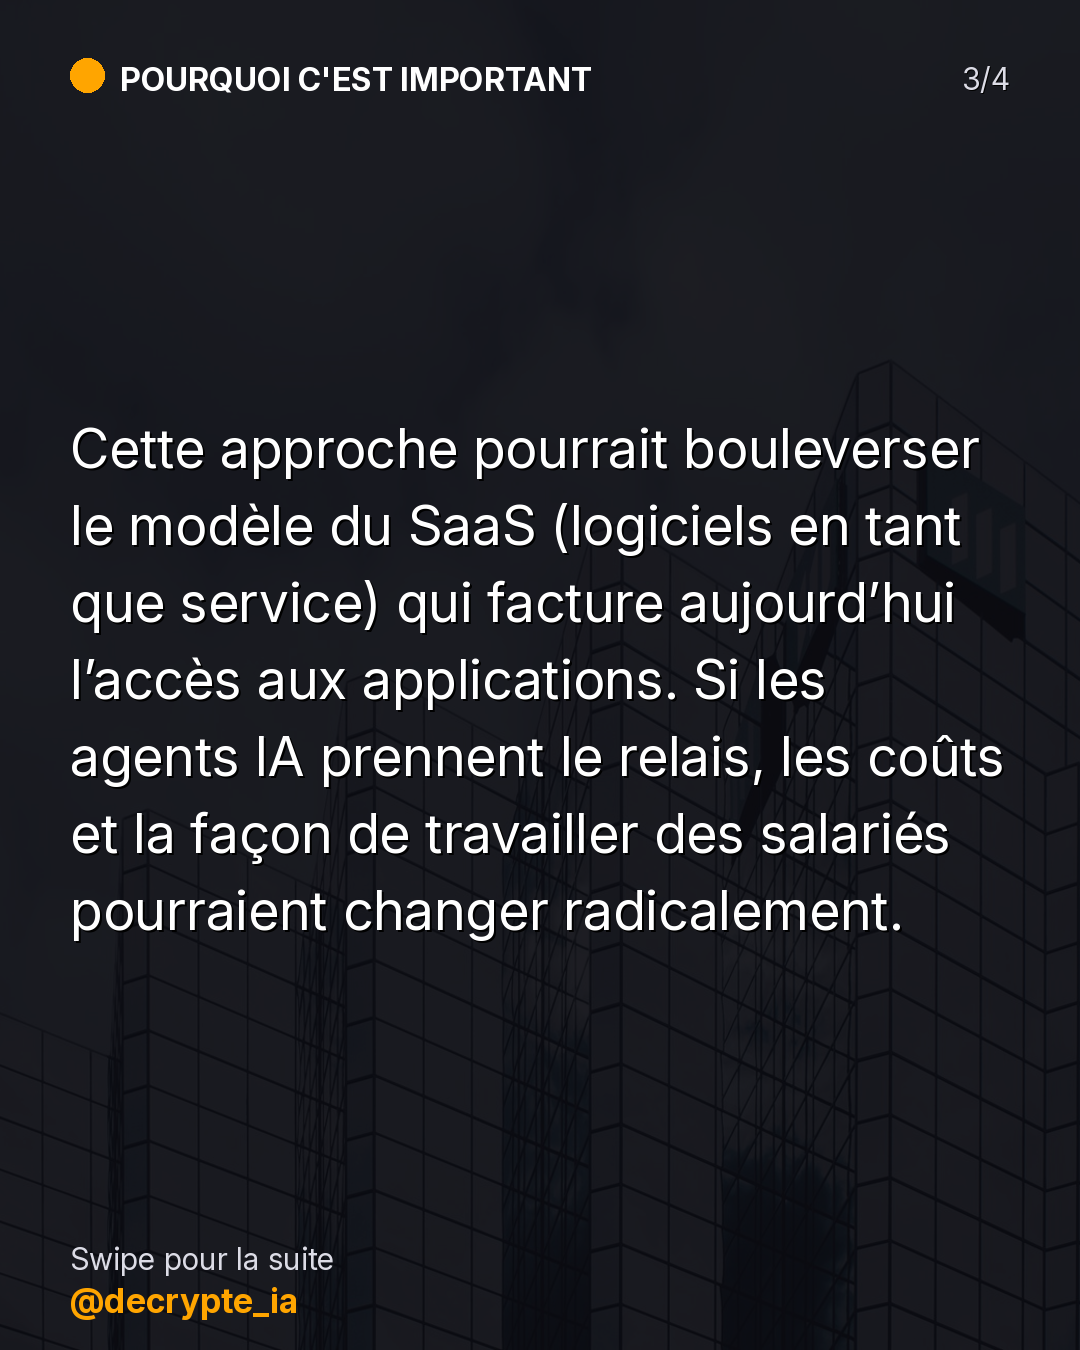 POURQUOI C'EST IMPORTANT
3/4
Cette approche pourrait bouleverser
le modèle du SaaS (logiciels en tant
que service) qui facture aujourd’hui
l’accès aux applications. Si les
agents IA prennent le relais, les coûts
et la façon de travailler des salariés
pourraient changer radicalement.
Swipe pour la suite
@decrypte_ia